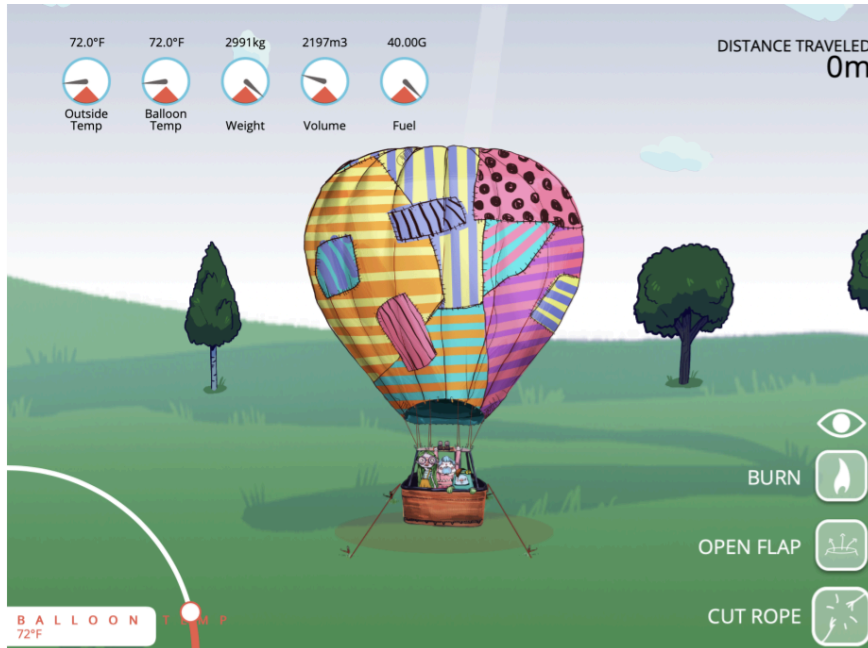 72.0°F
72.0°F
2991kg
2197m3
40.00G
Outside
Temp
Balloon
Temp
Weight
Volume
Fuel
DISTANCE TRAVELED
0m
BURN
OPEN FLAP
CUT ROPE
BALLOON TEMP
72°F